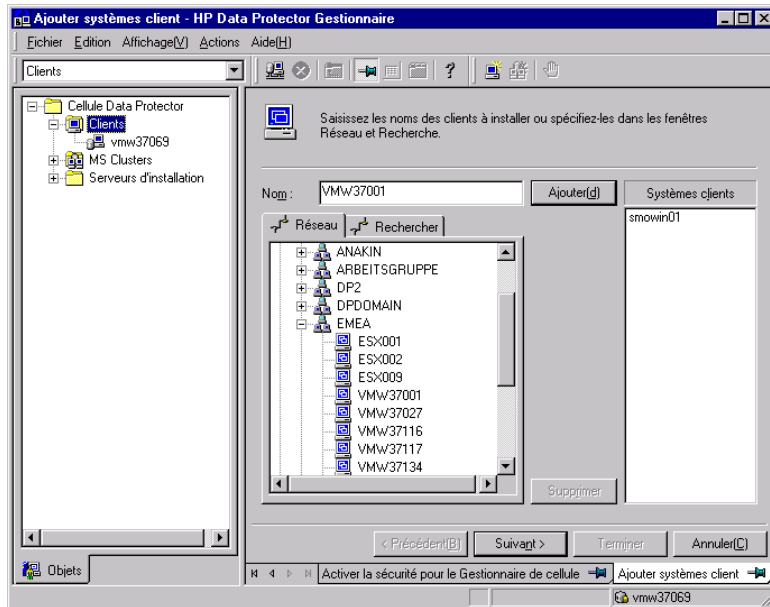 Ajouter systèmes client - HP Data Protector Gestionnaire
Fichier Edition Affichage(V) Actions Aide(H)
Clients
Cellule Data Protector
Clients
vmw37069
MS Clusters
Serveurs d'installation
Saisissez les noms des clients à installer ou spécifiez-les dans les fenêtres
Réseau et Recherche.
Nom : VMW37001 Ajouter(d) Systèmes clients
Réseau Rechercher
smowin01
ANAKIN
ARBEITSGRUPPE
DP2
DPDOMAIN
EMEA
ESX001
ESX002
ESX009
VMW37001
VMW37027
VMW37116
VMW37117
VMW37134
Supprimer
< Précédent(B) Suivant > Terminer Annuler(C)
Objets
Activer la sécurité pour le Gestionnaire de cellule Ajouter systèmes client
vmw37069